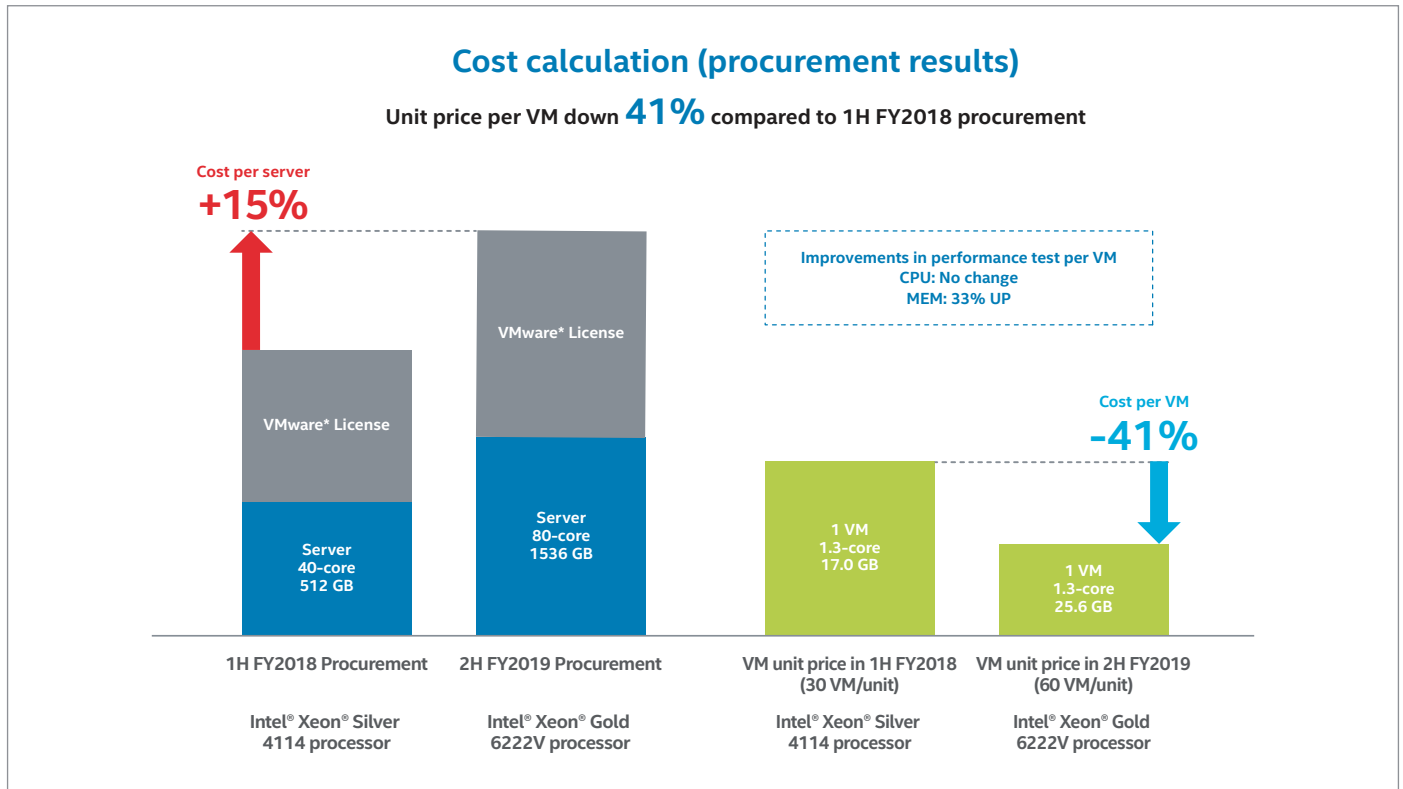 Cost calculation (procurement results)
Unit price per VM down 41% compared to 1H FY2018 procurement
Cost per server
+15%
VMware* License
Server
40-core
512 GB
VMware* License
Server
80-core
1536 GB
Improvements in performance test per VM
CPU: No change
MEM: 33% UP
Cost per VM
-41%
1 VM
1.3-core
17.0 GB
1 VM
1.3-core
25.6 GB
1H FY2018 Procurement
Intel® Xeon® Silver
4114 processor
2H FY2019 Procurement
Intel® Xeon® Gold
6222V processor
VM unit price in 1H FY2018
(30 VM/unit)
Intel® Xeon® Silver
4114 processor
VM unit price in 2H FY2019
(60 VM/unit)
Intel® Xeon® Gold
6222V processor